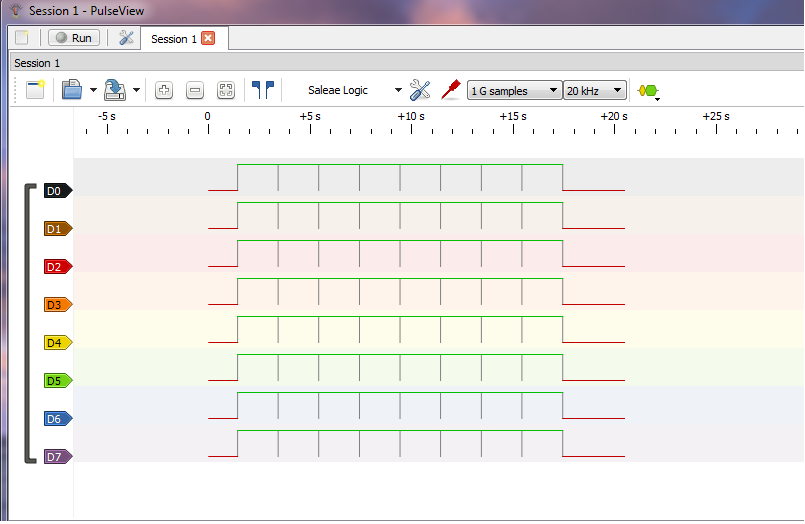 Session 1 - PulseView
Run
Session 1
Session 1
Saleae Logic
1 G samples
20 kHz
-5 s 0 +5 s +10 s +15 s +20 s +25 s
D0
D1
D2
D3
D4
D5
D6
D7